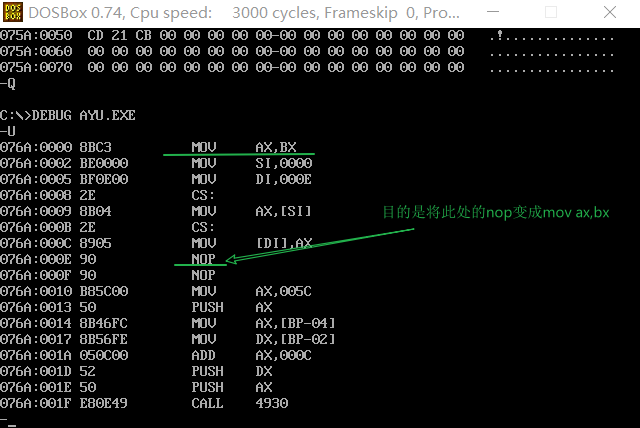 DOSBox 0.74, Cpu speed:    3000 cycles, Frameskip  0, Pro...
075A:0050  CD 21 CB 00 00 00 00 00-00 00 00 00 00 00 00 00   .!..............
075A:0060  00 00 00 00 00 00 00 00-00 00 00 00 00 00 00 00   ................
075A:0070  00 00 00 00 00 00 00 00-00 00 00 00 00 00 00 00   ................
-Q
C:\>DEBUG AYU.EXE
-U
076A:0000 8BC3          MOV     AX,BX
076A:0002 BE0000        MOV     SI,0000
076A:0005 BF0E00        MOV     DI,000E
076A:0008 2E            CS:
076A:0009 8B04          MOV     AX,[SI]
076A:000B 2E            CS:
076A:000C 8905          MOV     [DI],AX
076A:000E 90            NOP
076A:000F 90            NOP
076A:0010 B85C00        MOV     AX,005C
076A:0013 50            PUSH    AX
076A:0014 8B46FC        MOV     AX,[BP-04]
076A:0017 8B56FE        MOV     DX,[BP-02]
076A:001A 050C00        ADD     AX,000C
076A:001D 52            PUSH    DX
076A:001E 50            PUSH    AX
076A:001F E80E49        CALL    4930
-
目的是将此处的nop变成mov ax,bx